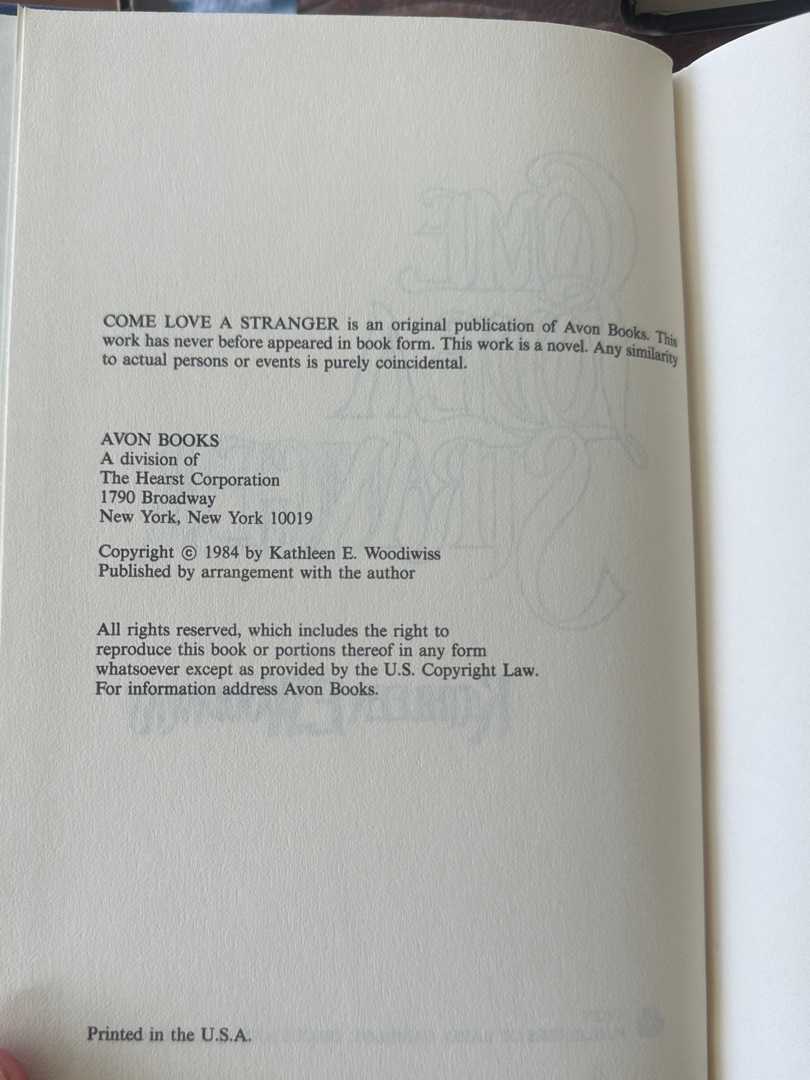 COME LOVE A STRANGER is an original publication of Avon Books. This
work has never before appeared in book form. This work is a novel. Any similarity
to actual persons or events is purely coincidental.
AVON BOOKS
A division of
The Hearst Corporation
1790 Broadway
New York, New York 10019
Copyright © 1984 by Kathleen E. Woodiwiss
Published by arrangement with the author
All rights reserved, which includes the right to
reproduce this book or portions thereof in any form
whatsoever except as provided by the U.S. Copyright Law.
For information address Avon Books.
Printed in the U.S.A.